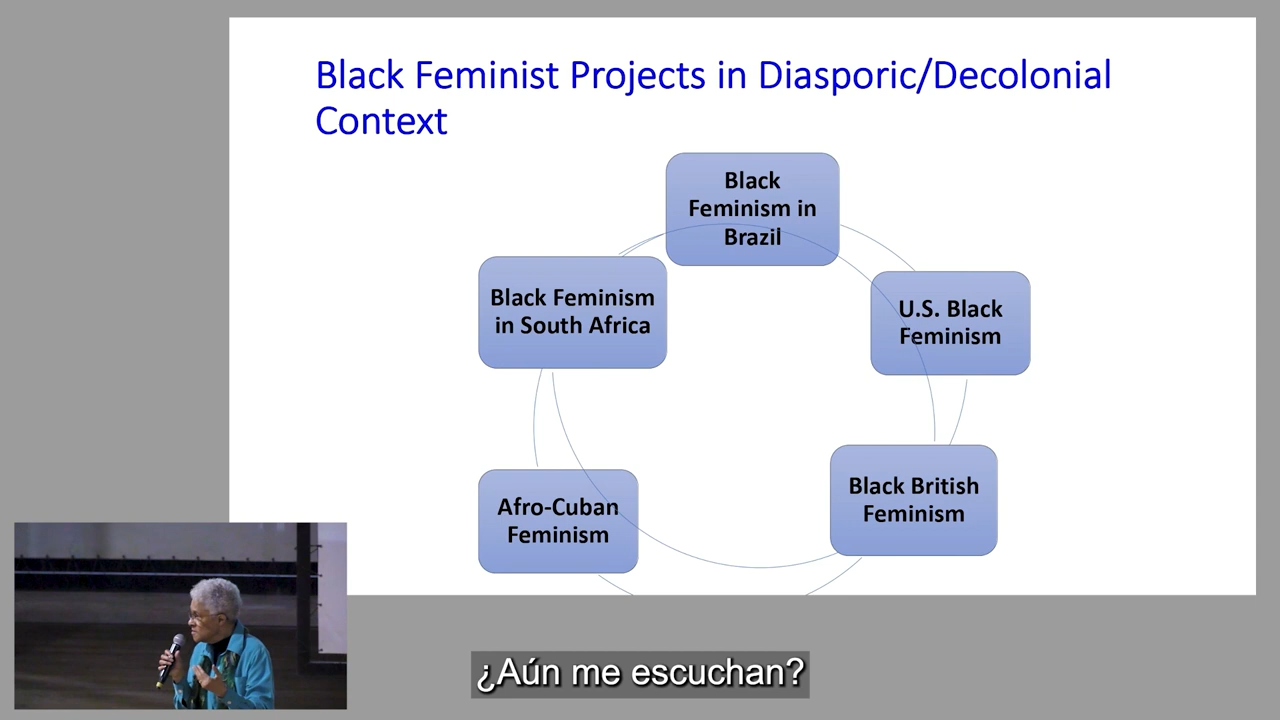 Black Feminist Projects in Diasporic/Decolonial
Context
Black
Feminism in
Brazil
Black Feminism
in South Africa
U.S. Black
Feminism
Afro-Cuban
Feminism
Black British
Feminism
¿Aún me escuchan?